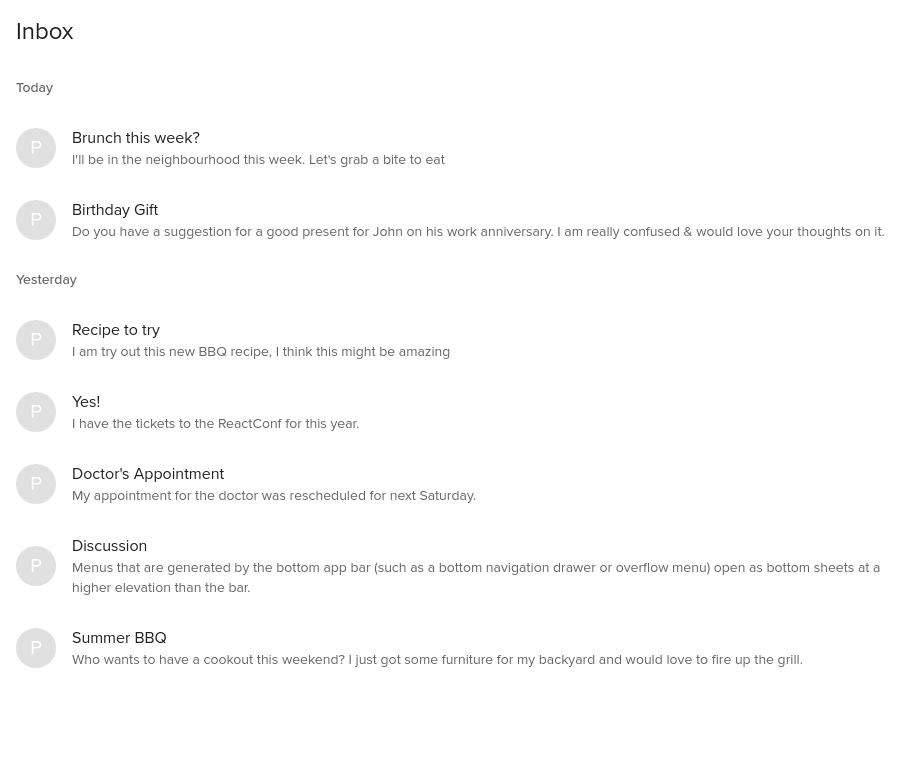 Inbox
Today
P
Brunch this week?
I'll be in the neighbourhood this week. Let's grab a bite to eat
P
Birthday Gift
Do you have a suggestion for a good present for John on his work anniversary. I am really confused & would love your thoughts on it.
Yesterday
P
Recipe to try
I am try out this new BBQ recipe, I think this might be amazing
P
Yes!
I have the tickets to the ReactConf for this year.
P
Doctor's Appointment
My appointment for the doctor was rescheduled for next Saturday.
P
Discussion
Menus that are generated by the bottom app bar (such as a bottom navigation drawer or overflow menu) open as bottom sheets at a
higher elevation than the bar.
P
Summer BBQ
Who wants to have a cookout this weekend? I just got some furniture for my backyard and would love to fire up the grill.